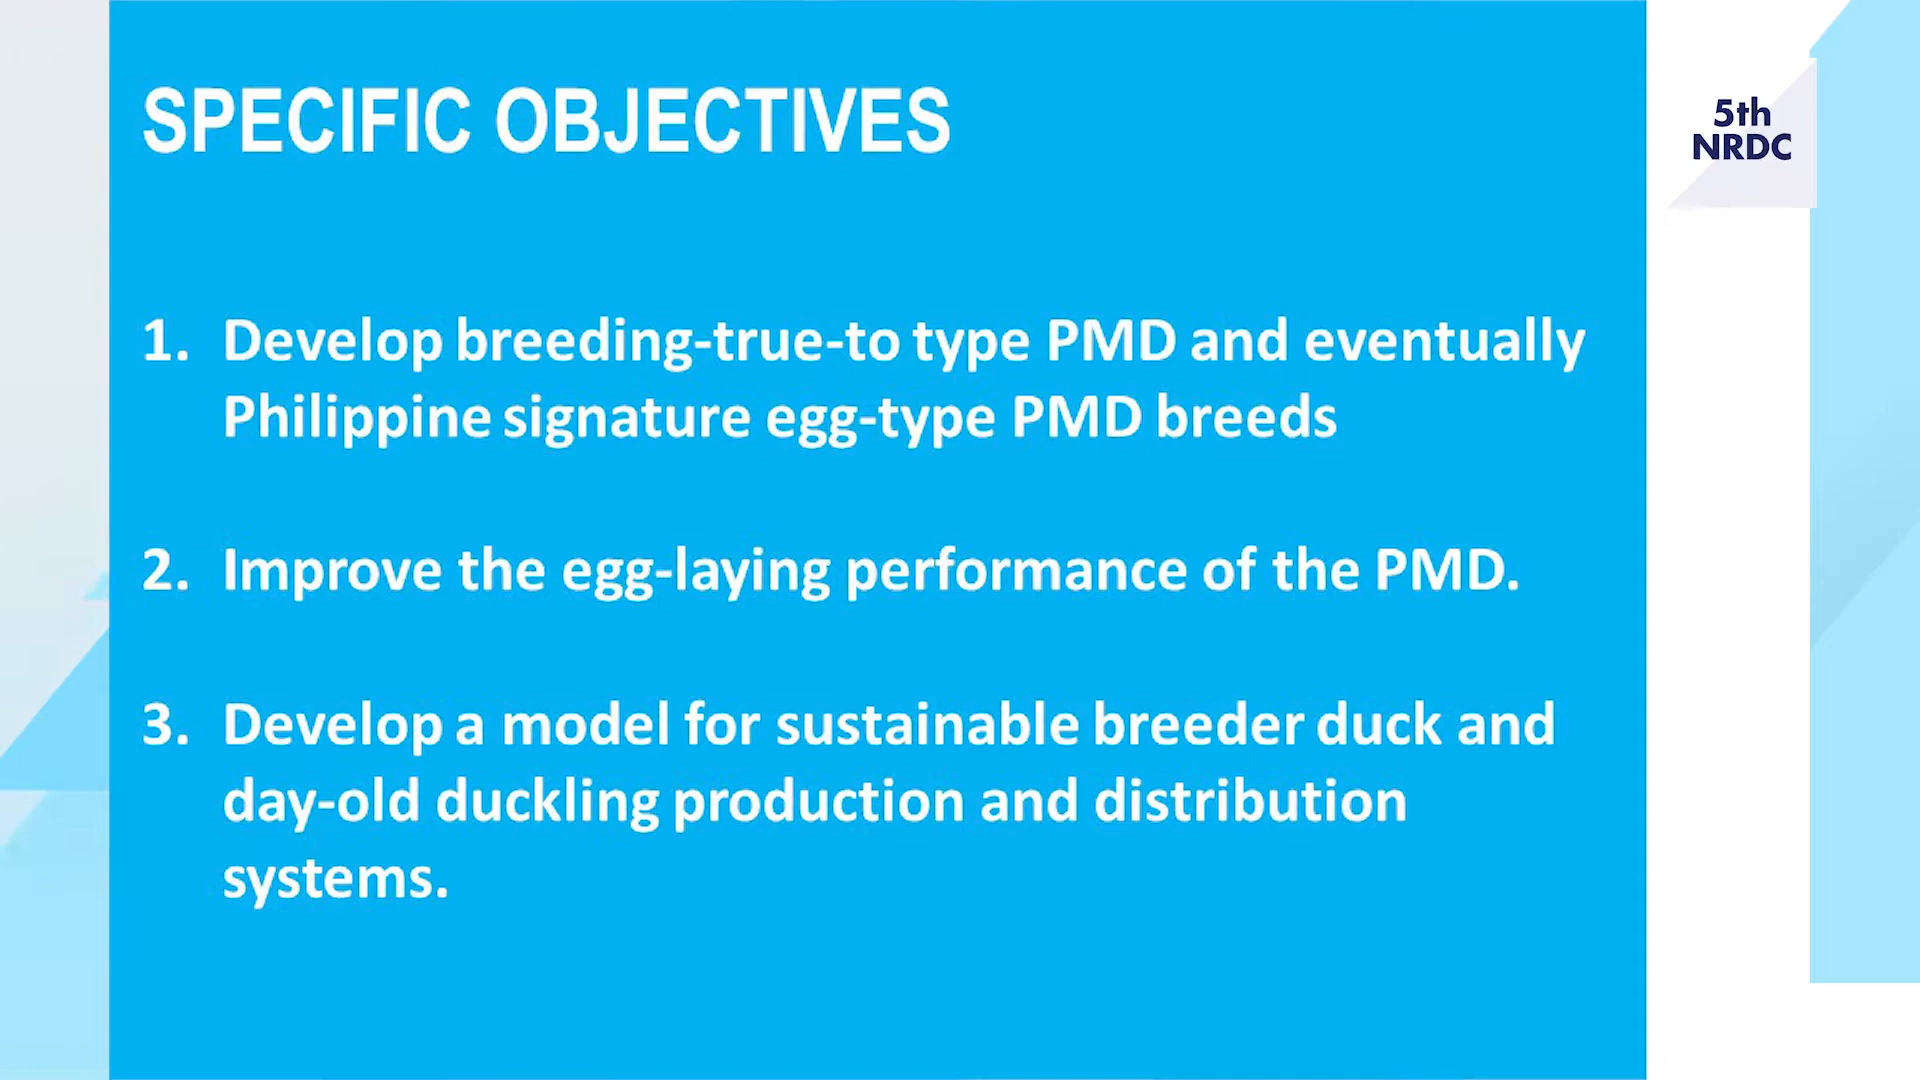 SPECIFIC OBJECTIVES
5th
NRDC
1. Develop breeding-true-to type PMD and eventually
Philippine signature egg-type PMD breeds
2. Improve the egg-laying performance of the PMD.
3. Develop a model for sustainable breeder duck and
day-old duckling production and distribution
systems.